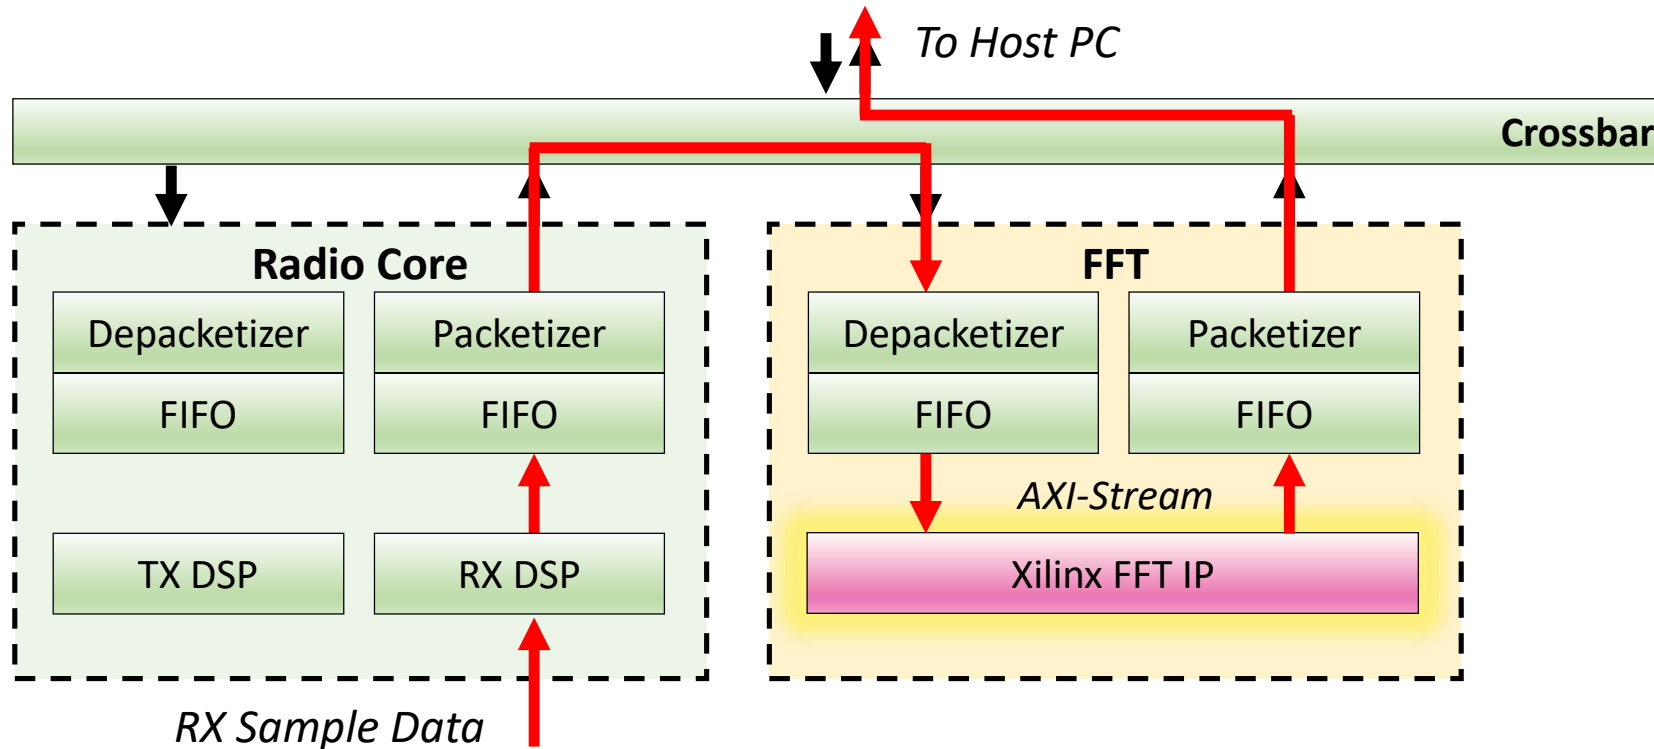 To Host PC
Crossbar
Radio Core
FFT
Depacketizer
Packetizer
Depacketizer
Packetizer
FIFO
FIFO
FIFO
FIFO
AXI-Stream
TX DSP
RX DSP
Xilinx FFT IP
RX Sample Data